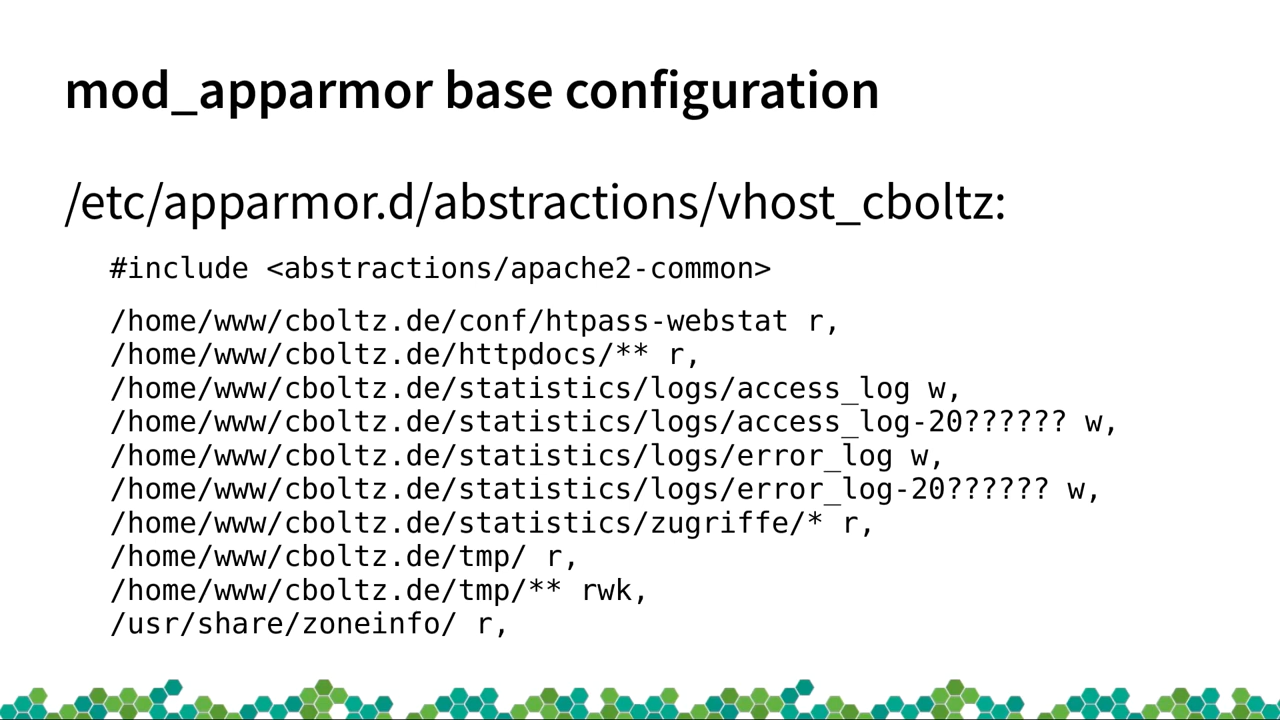 mod_apparmor base configuration
/etc/apparmor.d/abstractions/vhost_cboltz:
#include <abstractions/apache2-common>
/home/www/cboltz.de/conf/htpass-webstat r,
/home/www/cboltz.de/httpdocs/** r,
/home/www/cboltz.de/statistics/logs/access_log w,
/home/www/cboltz.de/statistics/logs/access_log-20?????? w,
/home/www/cboltz.de/statistics/logs/error_log w,
/home/www/cboltz.de/statistics/logs/error_log-20?????? w,
/home/www/cboltz.de/statistics/zugriffe/* r,
/home/www/cboltz.de/tmp/ r,
/home/www/cboltz.de/tmp/** rwk,
/usr/share/zoneinfo/ r,